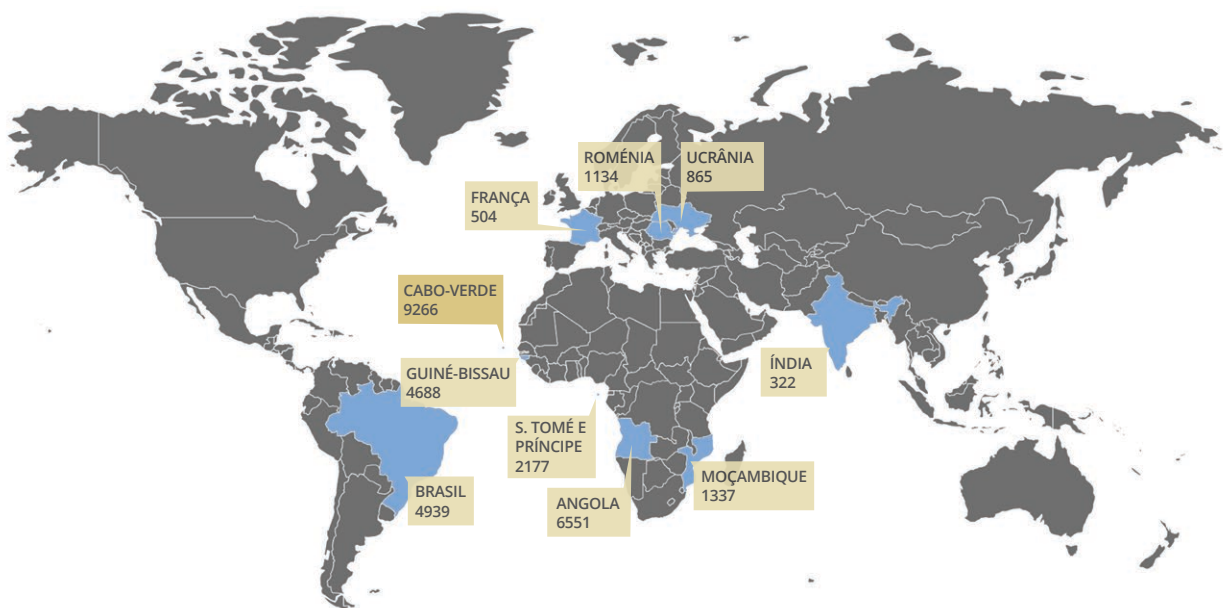 ROMÉNIA
1134
UCRÂNIA
865
FRANÇA
504
CABO-VERDE
9266
GUINÉ-BISSAU
4688
ÍNDIA
322
S. TOMÉ E
PRÍNCIPE
2177
MOÇAMBIQUE
1337
BRASIL
4939
ANGOLA
6551